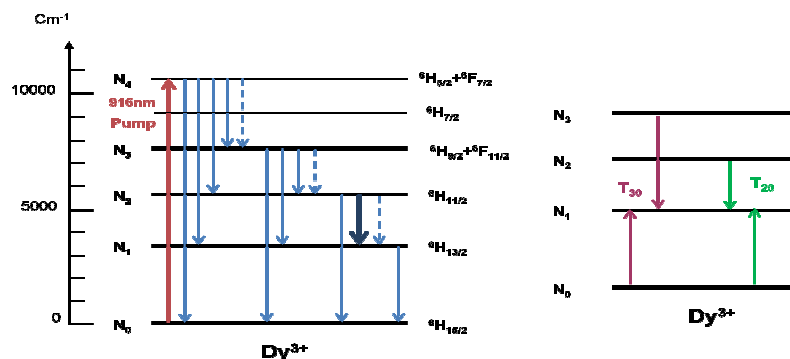 Cm⁻¹
10000
5000
0
N₄
916nm
Pump
N₃
N₂
N₁
N₀
⁶H₅/₂+⁶F₇/₂
⁶H₇/₂
⁶H₉/₂+⁶F₁₁/₂
⁶H₁₁/₂
⁶H₁₃/₂
⁶H₁₅/₂
Dy³⁺
N₃
N₂
N₁
N₀
T₃₀
T₂₀
Dy³⁺